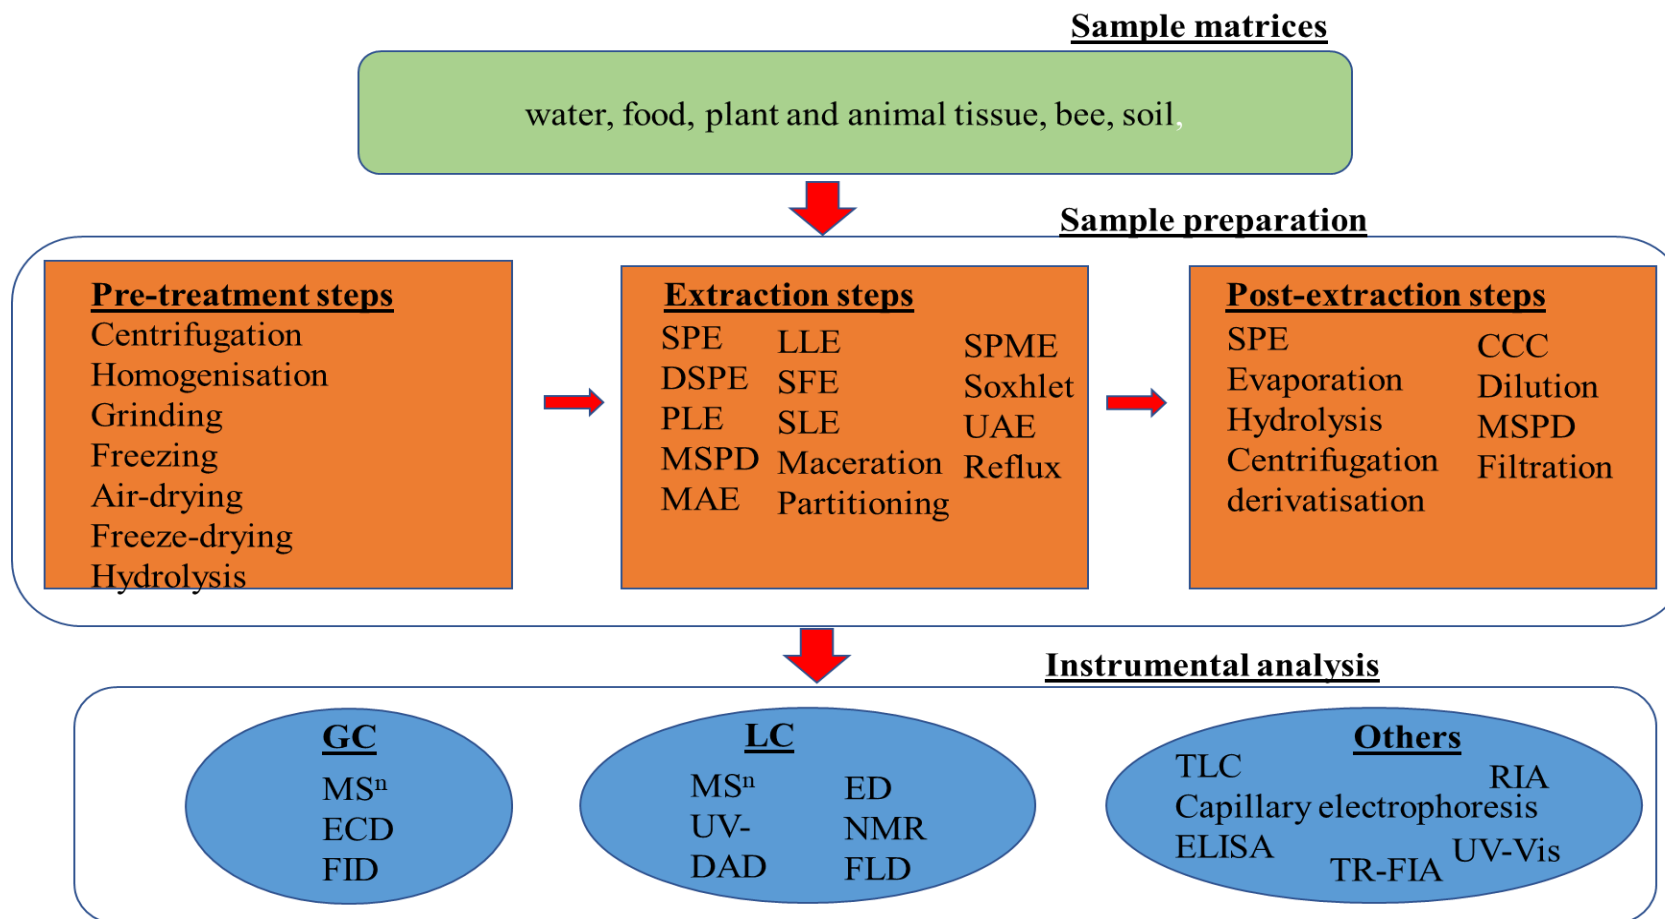 Sample matrices
water, food, plant and animal tissue, bee, soil,
Sample preparation
Pre-treatment steps
Centrifugation
Homogenisation
Grinding
Freezing
Air-drying
Freeze-drying
Hydrolysis
Extraction steps
SPE
DSPE
PLE
MSPD
MAE
LLE
SFE
SLE
Maceration
Partitioning
SPME
Soxhlet
UAE
Reflux
Post-extraction steps
SPE
Evaporation
Hydrolysis
Centrifugation
derivatisation
CCC
Dilution
MSPD
Filtration
Instrumental analysis
GC
MSⁿ
ECD
FID
LC
MSⁿ
UV-
DAD
ED
NMR
FLD
Others
TLC
RIA
Capillary electrophoresis
ELISA
UV-Vis
TR-FIA